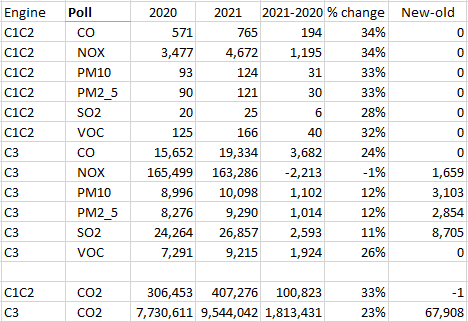 Engine Poll 2020 2021 2021-2020 % change New-old
C1C2 CO 571 765 194 34% 0
C1C2 NOX 3,477 4,672 1,195 34% 0
C1C2 PM10 93 124 31 33% 0
C1C2 PM2_5 90 121 30 33% 0
C1C2 SO2 20 25 6 28% 0
C1C2 VOC 125 166 40 32% 0
C3 CO 15,652 19,334 3,682 24% 0
C3 NOX 165,499 163,286 -2,213 -1% 1,659
C3 PM10 8,996 10,098 1,102 12% 3,103
C3 PM2_5 8,276 9,290 1,014 12% 2,854
C3 SO2 24,264 26,857 2,593 11% 8,705
C3 VOC 7,291 9,215 1,924 26% 0
C1C2 CO2 306,453 407,276 100,823 33% -1
C3 CO2 7,730,611 9,544,042 1,813,431 23% 67,908